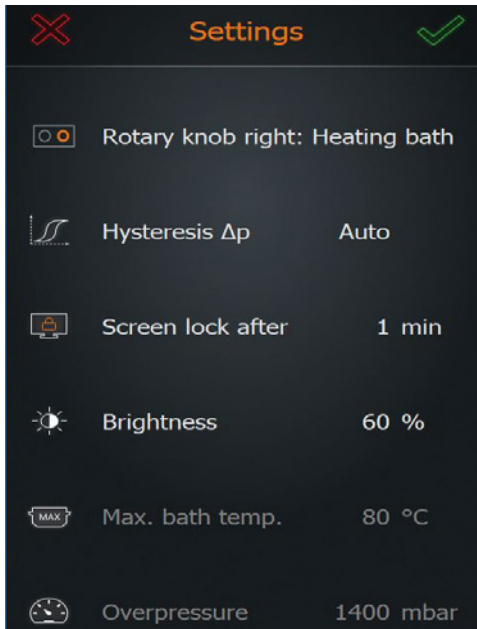 Settings
Rotary knob right: Heating bath
Hysteresis Δp Auto
Screen lock after 1 min
Brightness 60 %
MAX Max. bath temp. 80 °C
Overpressure 1400 mbar